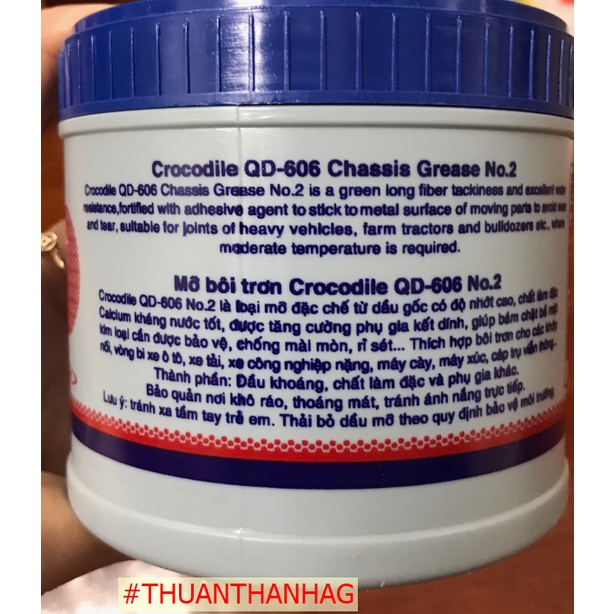 Crocodile QD-606 Chassis Grease No.2
Crocodile QD-606 Chassis Grease No.2 is a green long fiber tackiness and excellent water
resistance,fortified with adhesive agent to stick to metal surface of moving parts to avoid wear
and tear, suitable for joints of heavy vehicles, farm tractors and bulldozers etc., where
moderate temperature is required.
Mỡ bôi trơn Crocodile QD-606 No.2
Crocodile QD-606 No.2 là loại mỡ đặc chế từ dầu gốc có độ nhớt cao, chất làm đặc
Calcium kháng nước tốt, được tăng cường phụ gia kết dính, giúp bám chặt bề mặt
kim loại cần được bảo vệ, chống mài mòn, rỉ sét... Thích hợp bôi trơn cho các khớp
nối, vòng bi xe ô tô, xe tải, xe công nghiệp nặng, máy cày, máy xúc, cáp trụ viễn thông...
Thành phần: Dầu khoáng, chất làm đặc và phụ gia khác.
Bảo quản nơi khô ráo, thoáng mát, tránh ánh nắng trực tiếp.
Lưu ý: tránh xa tầm tay trẻ em. Thải bỏ dầu mỡ theo quy định bảo vệ môi trường.
#THUANTHANHAG